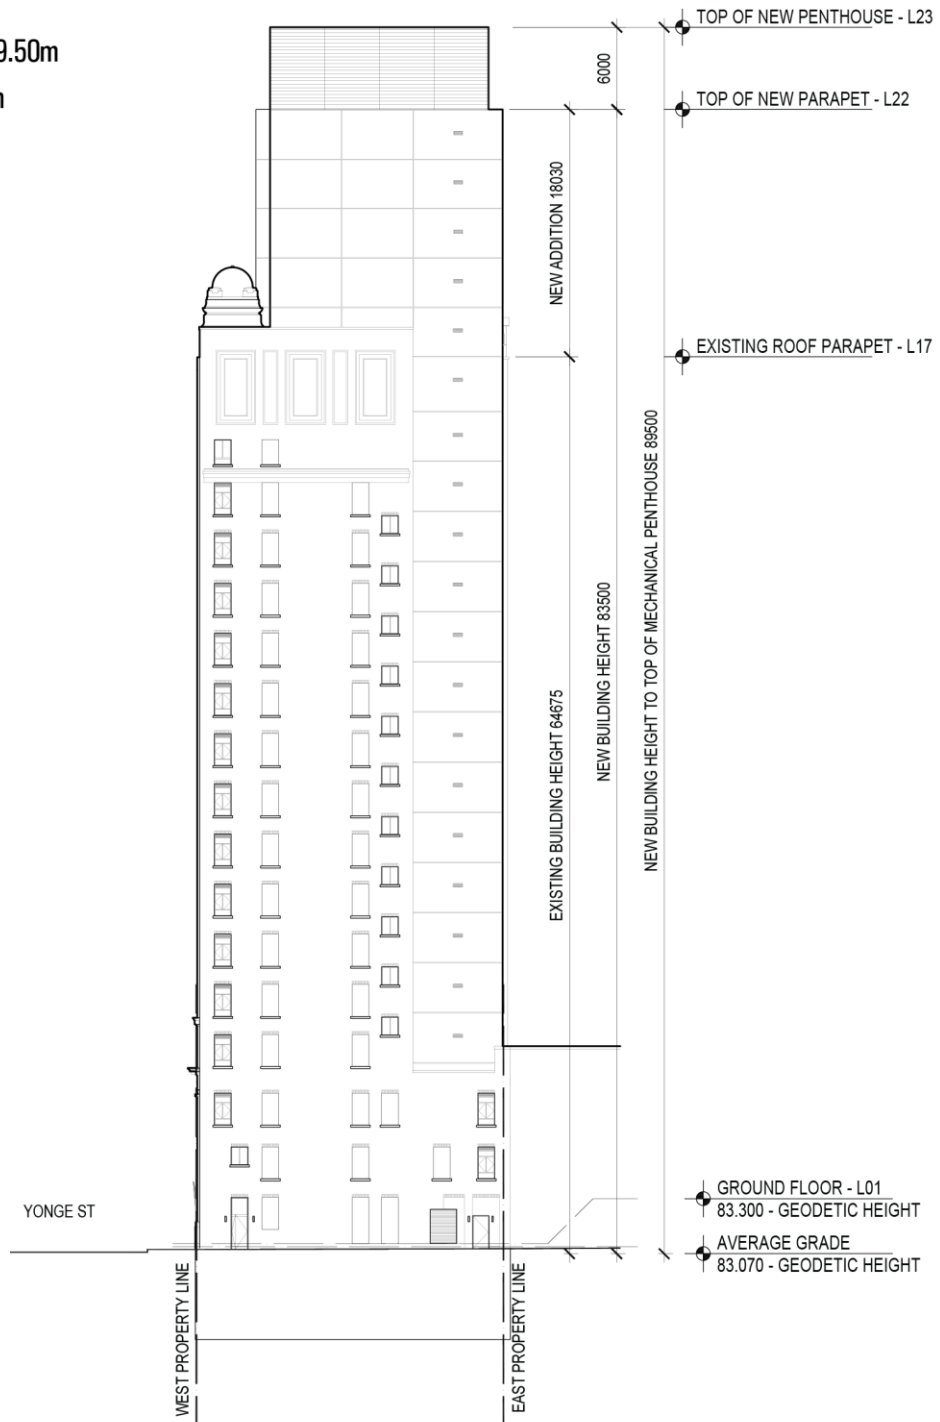 9.50m
TOP OF NEW PENTHOUSE - L23
6000
TOP OF NEW PARAPET - L22
NEW ADDITION 18030
EXISTING ROOF PARAPET - L17
EXISTING BUILDING HEIGHT 64675
NEW BUILDING HEIGHT 83500
NEW BUILDING HEIGHT TO TOP OF MECHANICAL PENTHOUSE 89500
YONGE ST
GROUND FLOOR - L01
83.300 - GEODETIC HEIGHT
AVERAGE GRADE
83.070 - GEODETIC HEIGHT
WEST PROPERTY LINE
EAST PROPERTY LINE